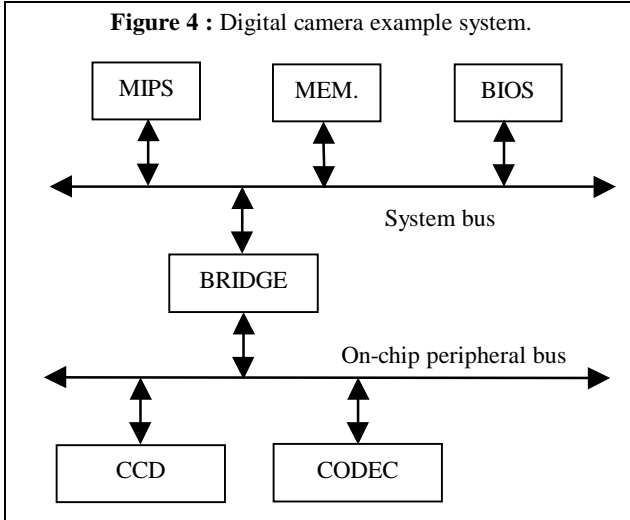 Figure 4 : Digital camera example system.
MIPS
MEM.
BIOS
System bus
BRIDGE
On-chip peripheral bus
CCD
CODEC